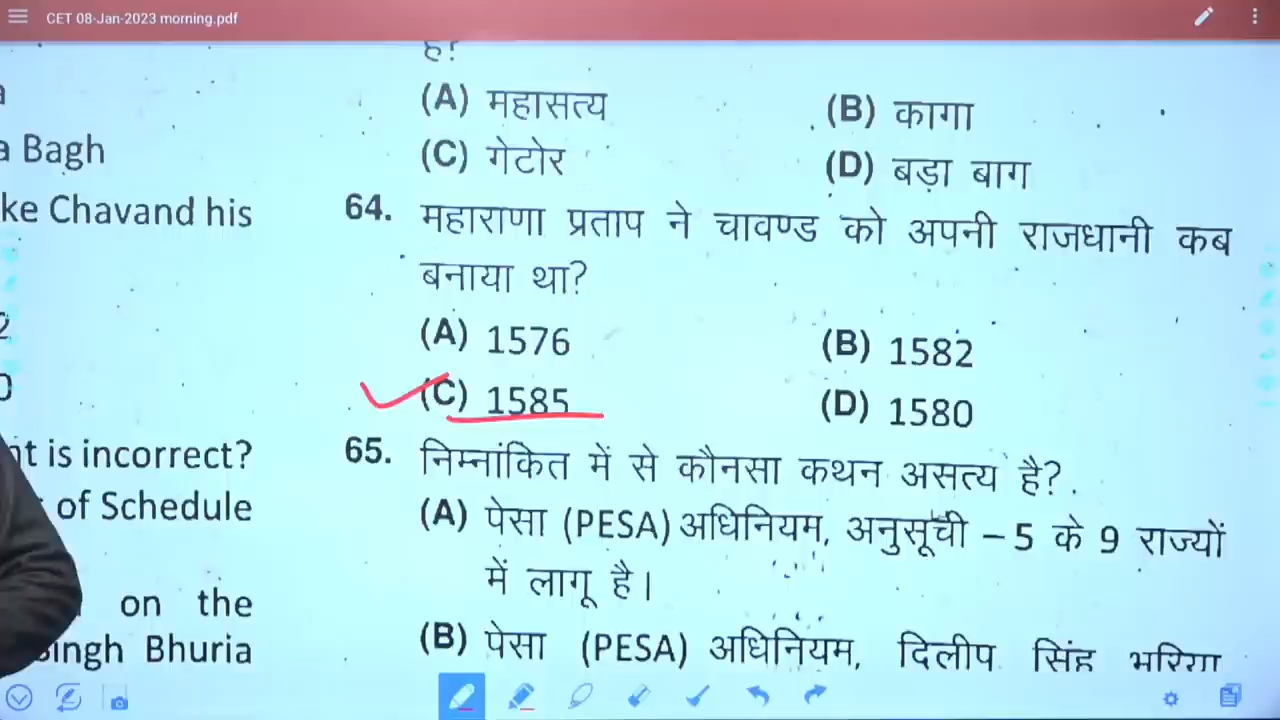 CET 08-Jan-2023 morning.pdf
है?
(A) महासत्य (B) कागा
a Bagh
(C) गेटोर (D) बड़ा बाग
ke Chavand his
64. महाराणा प्रताप ने चावण्ड को अपनी राजधानी कब
बनाया था?
2
(A) 1576 (B) 1582
0
(C) 1585 (D) 1580
nt is incorrect?
65. निम्नांकित में से कौनसा कथन असत्य है?
of Schedule
(A) पेसा (PESA) अधिनियम, अनुसूची – 5 के 9 राज्यों
में लागू है।
on the
singh Bhuria
(B) पेसा (PESA) अधिनियम, दिलीप सिंह भूरिया